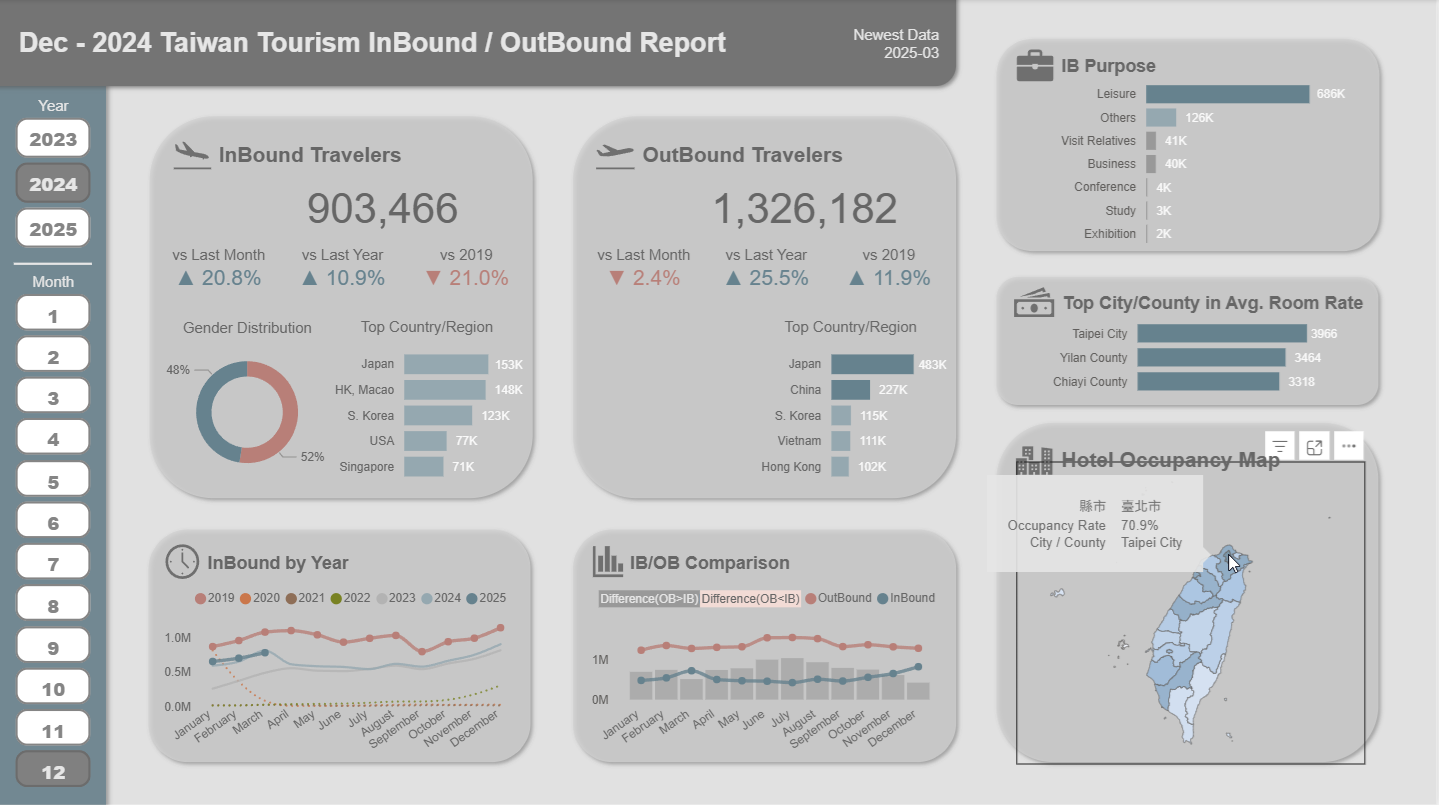 Dec - 2024 Taiwan Tourism InBound / OutBound Report
Newest Data
2025-03
Year
2023
2024
2025
Month
1
2
3
4
5
6
7
8
9
10
11
12
InBound Travelers
903,466
vs Last Month
vs Last Year
vs 2019
▲ 20.8%
▲ 10.9%
▼ 21.0%
Gender Distribution
48%
52%
Top Country/Region
Japan 153K
HK, Macao 148K
S. Korea 123K
USA 77K
Singapore 71K
OutBound Travelers
1,326,182
vs Last Month
vs Last Year
vs 2019
▼ 2.4%
▲ 25.5%
▲ 11.9%
Top Country/Region
Japan 483K
China 227K
S. Korea 115K
Vietnam 111K
Hong Kong 102K
InBound by Year
2019 2020 2021 2022 2023 2024 2025
1.0M
0.5M
0.0M
January February March April May June July August September October November December
IB/OB Comparison
Difference(OB>IB) Difference(OB<IB) OutBound InBound
1M
0M
January February March April May June July August September October November December
IB Purpose
Leisure 686K
Others 126K
Visit Relatives 41K
Business 40K
Conference 4K
Study 3K
Exhibition 2K
Top City/County in Avg. Room Rate
Taipei City 3966
Yilan County 3464
Chiayi County 3318
Hotel Occupancy Map
縣市 臺北市
Occupancy Rate 70.9%
City / County Taipei City